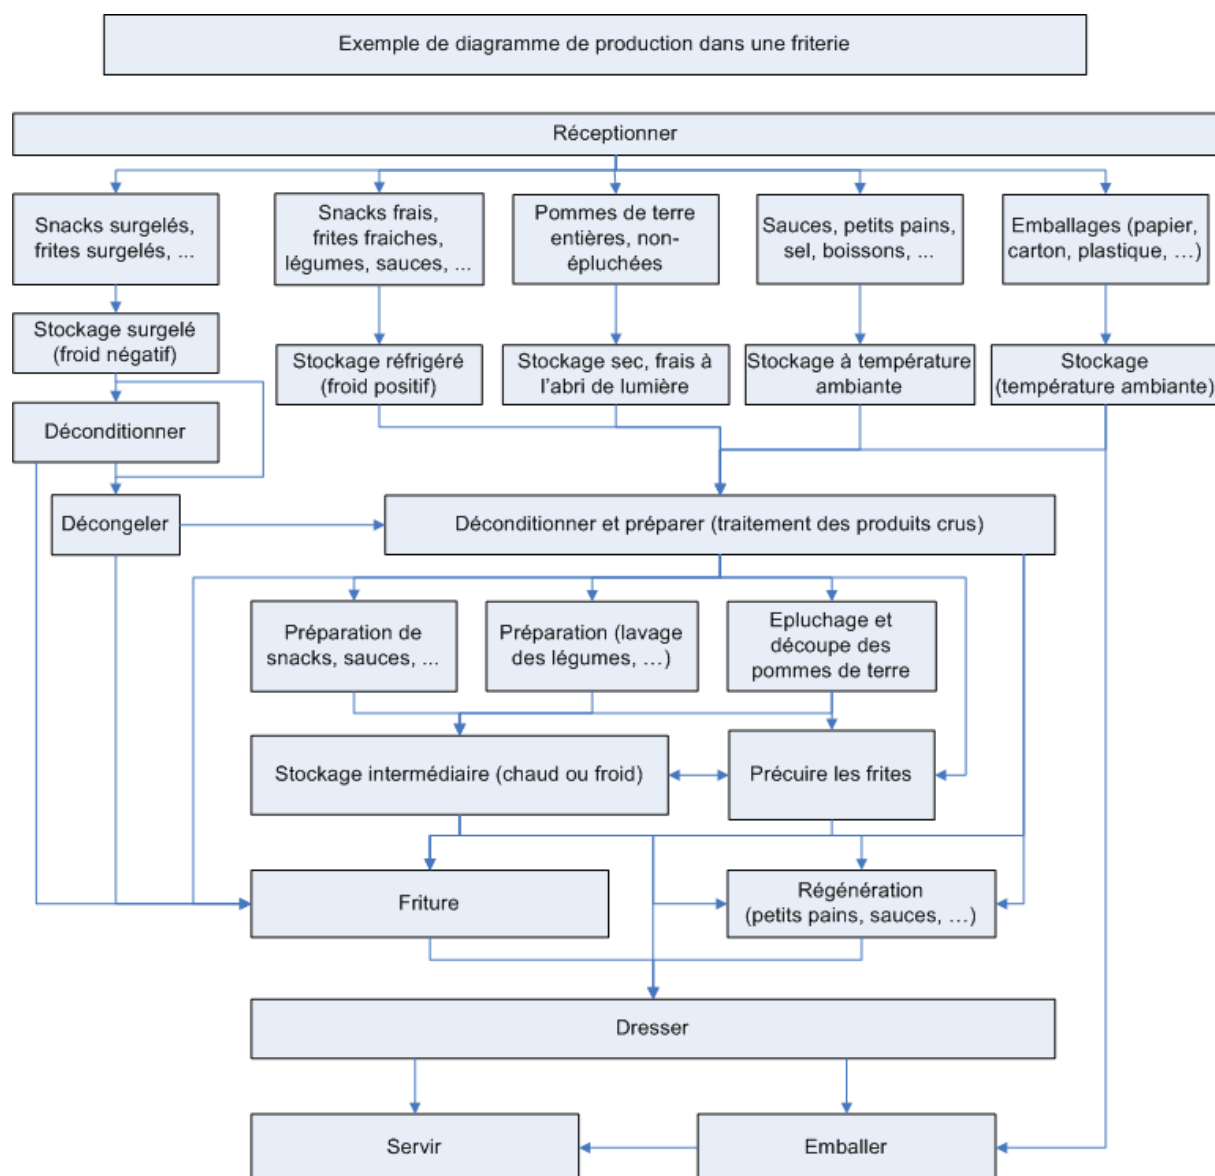 Exemple de diagramme de production dans une friterie
Réceptionner
Snacks surgelés,
frites surgelés, ...
Snacks frais,
frites fraiches,
légumes, sauces, ...
Pommes de terre
entières, non-
épluchées
Sauces, petits pains,
sel, boissons, ...
Emballages (papier,
carton, plastique, …)
Stockage surgelé
(froid négatif)
Stockage réfrigéré
(froid positif)
Stockage sec, frais à
l’abri de lumière
Stockage à température
ambiante
Stockage
(température ambiante)
Déconditionner
Décongeler
Déconditionner et préparer (traitement des produits crus)
Préparation de
snacks, sauces, ...
Préparation (lavage
des légumes, …)
Epluchage et
découpe des
pommes de terre
Stockage intermédiaire (chaud ou froid)
Précuire les frites
Friture
Régénération
(petits pains, sauces, …)
Dresser
Servir
Emballer